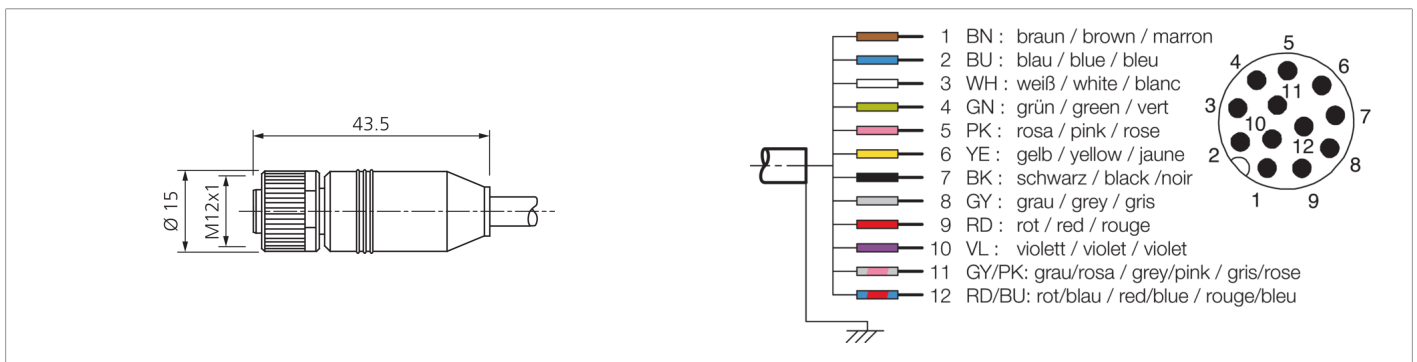 43.5
Ø 15
M12x1
1 BN : braun / brown / marron
2 BU : blau / blue / bleu
3 WH : weiß / white / blanc
4 GN : grün / green / vert
5 PK : rosa / pink / rose
6 YE : gelb / yellow / jaune
7 BK : schwarz / black /noir
8 GY : grau / grey / gris
9 RD : rot / red / rouge
10 VL : violett / violet / violet
11 GY/PK: grau/rosa / grey/pink / gris/rose
12 RD/BU: rot/blau / red/blue / rouge/bleu
5
4
6
11
3
7
10
12
2
8
1
9